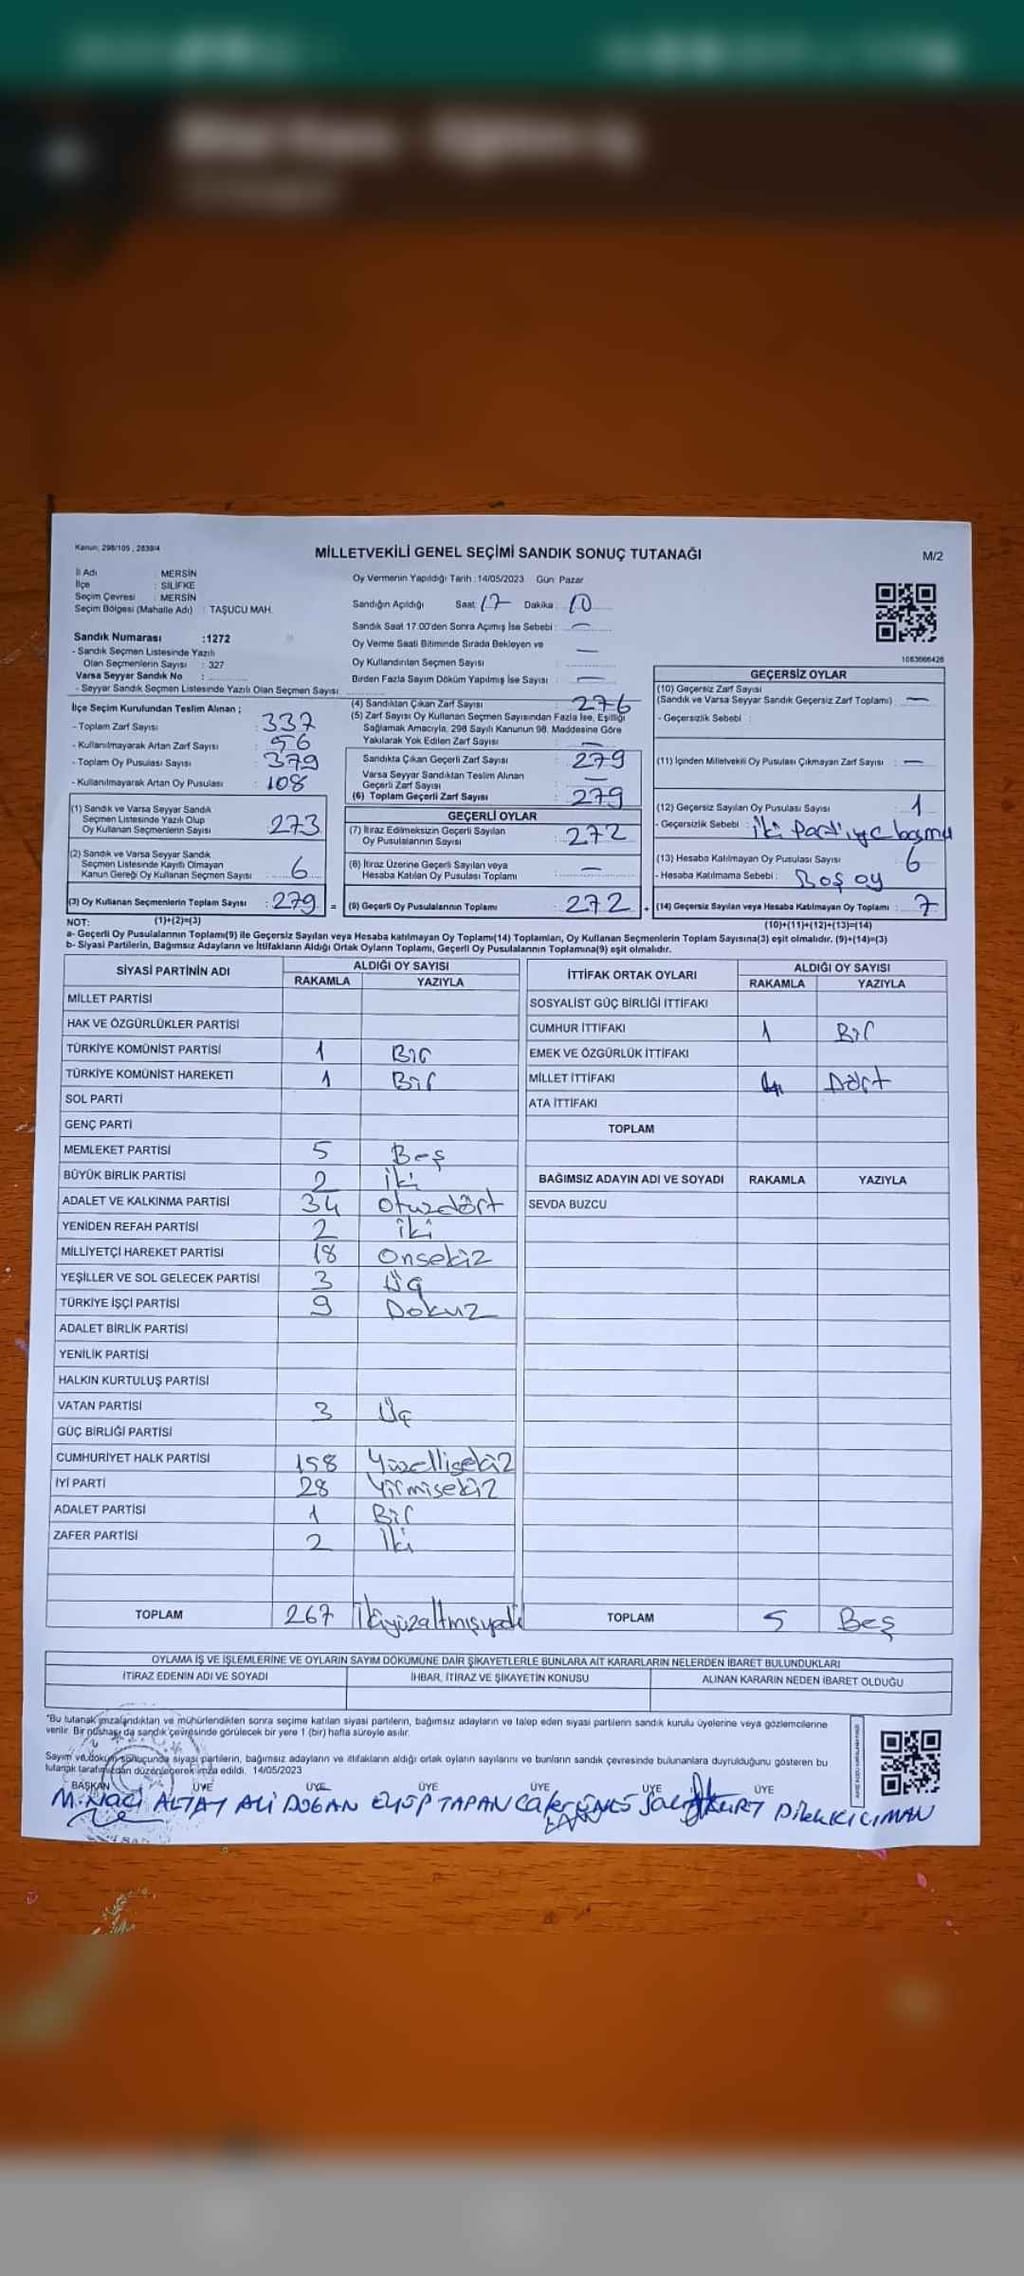 Kanun: 298/105 , 2839/4
MİLLETVEKİLİ GENEL SEÇİMİ SANDIK SONUÇ TUTANAĞI
M/2
İl Adı : MERSİN
İlçe : SİLİFKE
Seçim Çevresi : MERSİN
Seçim Bölgesi (Mahalle Adı) : TAŞUCU MAH.
Oy Vermenin Yapıldığı Tarih : 14/05/2023 Gün: Pazar
Sandığın Açıldığı Saat : 17 Dakika : 10
Sandık Saat 17.00'den Sonra Açımış İse Sebebi : —
Oy Verme Saati Bitiminde Sırada Bekleyen ve
Oy Kullandırılan Seçmen Sayısı : —
Birden Fazla Sayım Döküm Yapılmış İse Sayısı : —
1083666426
Sandık Numarası :1272
- Sandık Seçmen Listesinde Yazılı
Olan Seçmenlerin Sayısı : 327
Varsa Seyyar Sandık No :
- Seyyar Sandık Seçmen Listesinde Yazılı Olan Seçmen Sayısı :
İlçe Seçim Kurulundan Teslim Alınan ;
- Toplam Zarf Sayısı : 337
- Kullanılmayarak Artan Zarf Sayısı : 56
- Toplam Oy Pusulası Sayısı : 379
- Kullanılmayarak Artan Oy Pusulası : 108
(4) Sandıktan Çıkan Zarf Sayısı : 276
(5) Zarf Sayısı Oy Kullanan Seçmen Sayısından Fazla İse, Eşitliği
Sağlamak Amacıyla, 298 Sayılı Kanunun 98. Maddesine Göre
Yakılarak Yok Edilen Zarf Sayısı : —
Sandıkta Çıkan Geçerli Zarf Sayısı : 279
Varsa Seyyar Sandıktan Teslim Alınan
Geçerli Zarf Sayısı : —
(6) Toplam Geçerli Zarf Sayısı : 279
GEÇERSİZ OYLAR
(10) Geçersiz Zarf Sayısı
(Sandık ve Varsa Seyyar Sandık Geçersiz Zarf Toplamı) : —
- Geçersizlik Sebebi :
(11) İçinden Milletvekili Oy Pusulası Çıkmayan Zarf Sayısı : —
(12) Geçersiz Sayılan Oy Pusulası Sayısı : 1
- Geçersizlik Sebebi : İki Partiye basma
(13) Hesaba Katılmayan Oy Pusulası Sayısı : 6
- Hesaba Katılmama Sebebi : Boş oy
(14) Geçersiz Sayılan veya Hesaba Katılmayan Oy Toplamı : 7
(10)+(11)+(12)+(13)=(14)
(1) Sandık ve Varsa Seyyar Sandık
Seçmen Listesinde Yazılı Olup
Oy Kullanan Seçmenlerin Sayısı : 273
(2) Sandık ve Varsa Seyyar Sandık
Seçmen Listesinde Kayıtlı Olmayan
Kanun Gereği Oy Kullanan Seçmen Sayısı : 6
(3) Oy Kullanan Seçmenlerin Toplam Sayısı : 279 =
(1)+(2)=(3)
GEÇERLİ OYLAR
(7) İtiraz Edilmeksizin Geçerli Sayılan
Oy Pusulalarının Sayısı : 272
(8) İtiraz Üzerine Geçerli Sayılan veya
Hesaba Katılan Oy Pusulası Toplamı : —
(9) Geçerli Oy Pusulalarının Toplamı : 272 +
NOT:
a- Geçerli Oy Pusulalarının Toplamı(9) ile Geçersiz Sayılan veya Hesaba katılmayan Oy Toplamı(14) Toplamları, Oy Kullanan Seçmenlerin Toplam Sayısına(3) eşit olmalıdır. (9)+(14)=(3)
b- Siyasi Partilerin, Bağımsız Adayların ve İttifakların Aldığı Ortak Oyların Toplamı, Geçerli Oy Pusulalarının Toplamına(9) eşit olmalıdır.
SİYASİ PARTİNİN ADI ALDIĞI OY SAYISI
RAKAMLA YAZIYLA
MİLLET PARTİSİ
HAK VE ÖZGÜRLÜKLER PARTİSİ
TÜRKİYE KOMÜNİST PARTİSİ 1 Bir
TÜRKİYE KOMÜNİST HAREKETİ 1 Bir
SOL PARTİ
GENÇ PARTİ
MEMLEKET PARTİSİ 5 Beş
BÜYÜK BİRLİK PARTİSİ 2 İki
ADALET VE KALKINMA PARTİSİ 34 Otuzdört
YENİDEN REFAH PARTİSİ 2 İki
MİLLİYETÇİ HAREKET PARTİSİ 18 Onsekiz
YEŞİLLER VE SOL GELECEK PARTİSİ 3 Üç
TÜRKİYE İŞÇİ PARTİSİ 9 Dokuz
ADALET BİRLİK PARTİSİ
YENİLİK PARTİSİ
HALKIN KURTULUŞ PARTİSİ
VATAN PARTİSİ 3 Üç
GÜÇ BİRLİĞİ PARTİSİ
CUMHURİYET HALK PARTİSİ 158 Yüzellisekiz
İYİ PARTİ 28 Yirmisekiz
ADALET PARTİSİ 1 Bir
ZAFER PARTİSİ 2 İki
TOPLAM 267 İkiyüzaltmışyedi
İTTİFAK ORTAK OYLARI ALDIĞI OY SAYISI
RAKAMLA YAZIYLA
SOSYALİST GÜÇ BİRLİĞİ İTTİFAKI
CUMHUR İTTİFAKI 1 Bir
EMEK VE ÖZGÜRLÜK İTTİFAKI
MİLLET İTTİFAKI 4 Dört
ATA İTTİFAKI
TOPLAM
BAĞIMSIZ ADAYIN ADI VE SOYADI RAKAMLA YAZIYLA
SEVDA BUZCU
TOPLAM 5 Beş
OYLAMA İŞ VE İŞLEMLERİNE VE OYLARIN SAYIM DÖKÜMÜNE DAİR ŞİKAYETLERLE BUNLARA AİT KARARLARIN NELERDEN İBARET BULUNDUKLARI
İTİRAZ EDENİN ADI VE SOYADI İHBAR, İTİRAZ VE ŞİKAYETİN KONUSU ALINAN KARARIN NEDEN İBARET OLDUĞU
"Bu tutanak imzalandıktan ve mühürlendikten sonra seçime katılan siyasi partilerin, bağımsız adayların ve talep eden siyasi partilerin sandık kurulu üyelerine veya gözlemcilerine
verilir. Bir nüshası da sandık çevresinde görülecek bir yere 1 (bir) hafta süreyle asılır.
Sayım ve döküm sonucunda siyasi partilerin, bağımsız adayların ve ittifakların aldığı ortak oyların sayılarını ve bunların sandık çevresinde bulunanlara duyrulduğunu gösteren bu
tutanak tarafımızdan düzenlenerek imza edildi. 14/05/2023
BAŞKAN ÜYE ÜYE ÜYE ÜYE ÜYE ÜYE
M.Naci ALTAY ALİ DOĞAN EYÜP TAPAN Cafer GÜNEŞ KURT Dilek KICIMAN